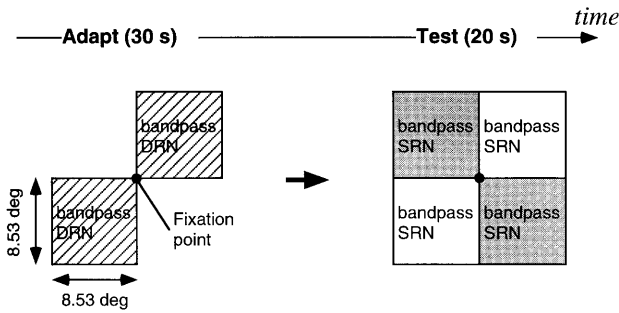 time
Adapt (30 s)
Test (20 s)
bandpass
DRN
bandpass
DRN
Fixation
point
8.53 deg
8.53 deg
bandpass
SRN
bandpass
SRN
bandpass
SRN
bandpass
SRN